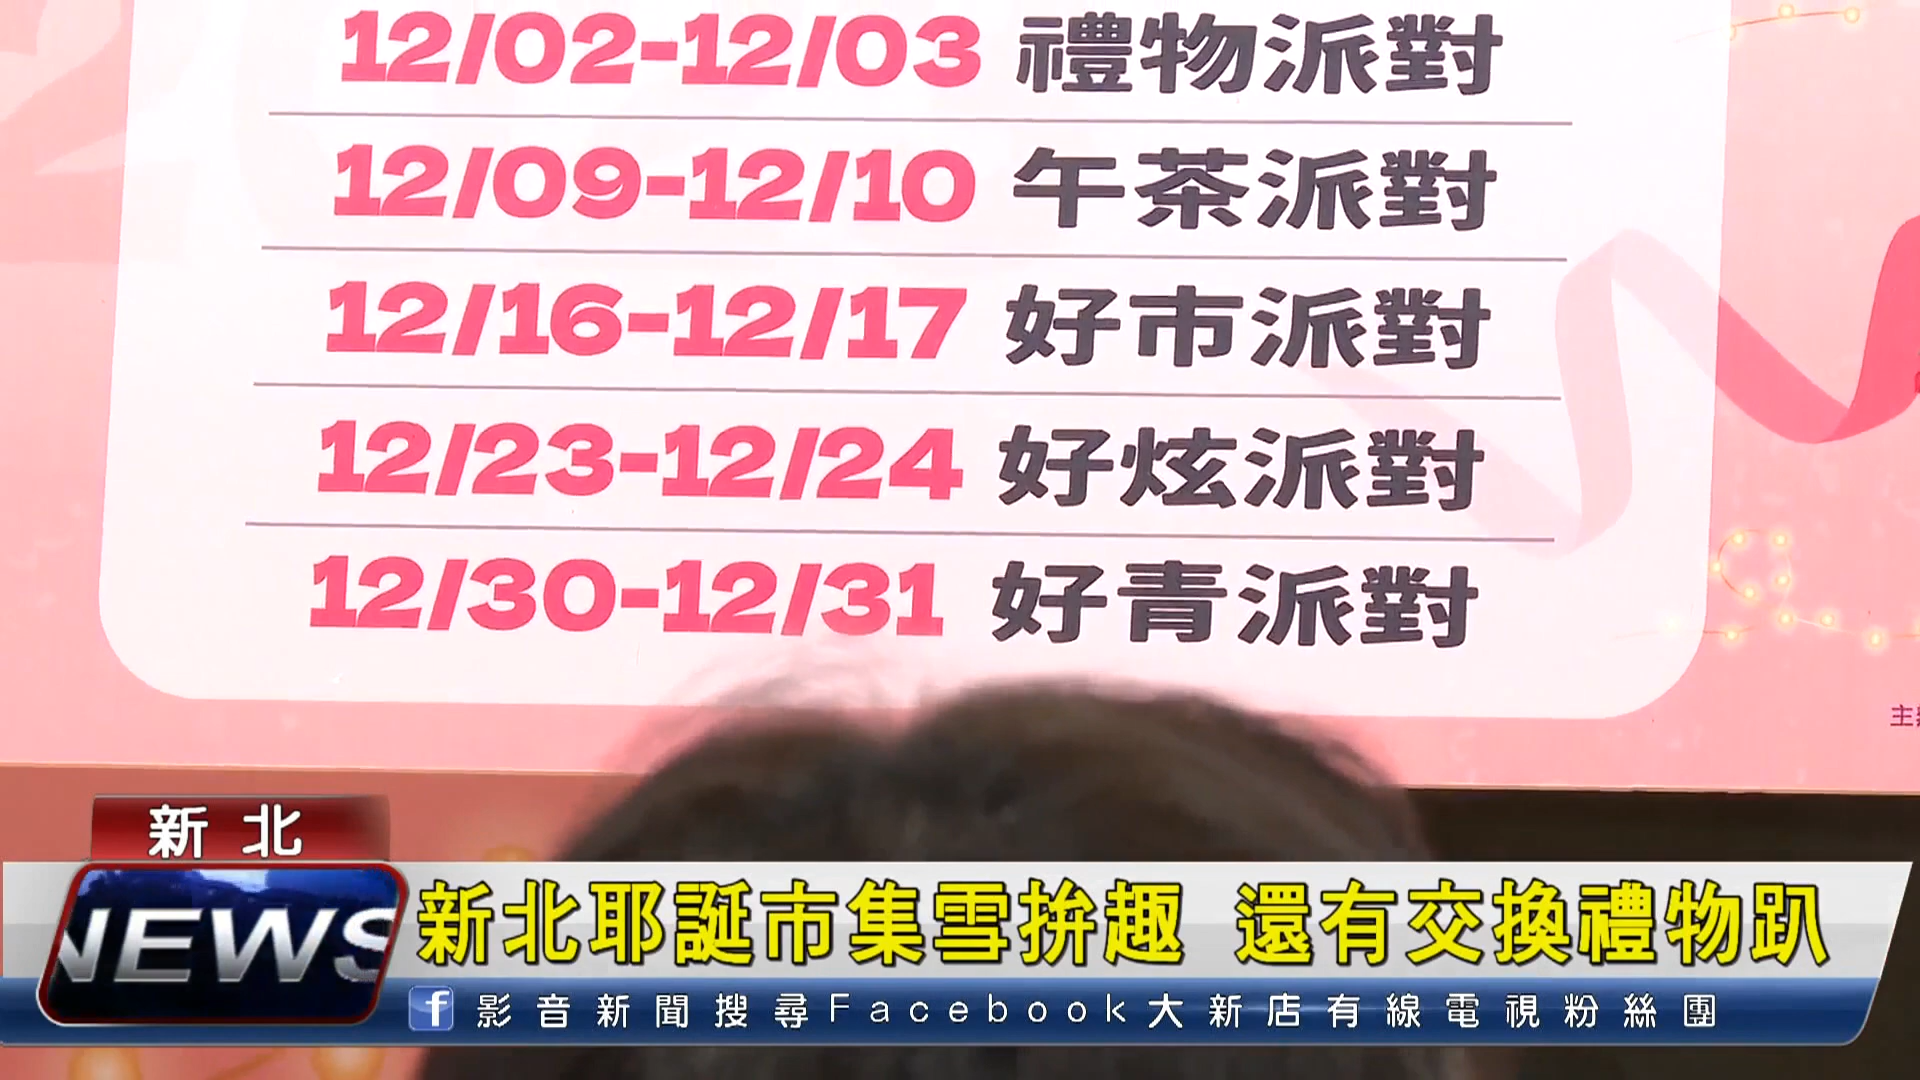 12/02-12/03 禮物派對
12/09-12/10 午茶派對
12/16-12/17 好市派對
12/23-12/24 好炫派對
12/30-12/31 好青派對
主
新北
NEWS
新北耶誕市集雪拚趣 還有交換禮物趴
f 影音新聞搜尋Facebook大新店有線電視粉絲團